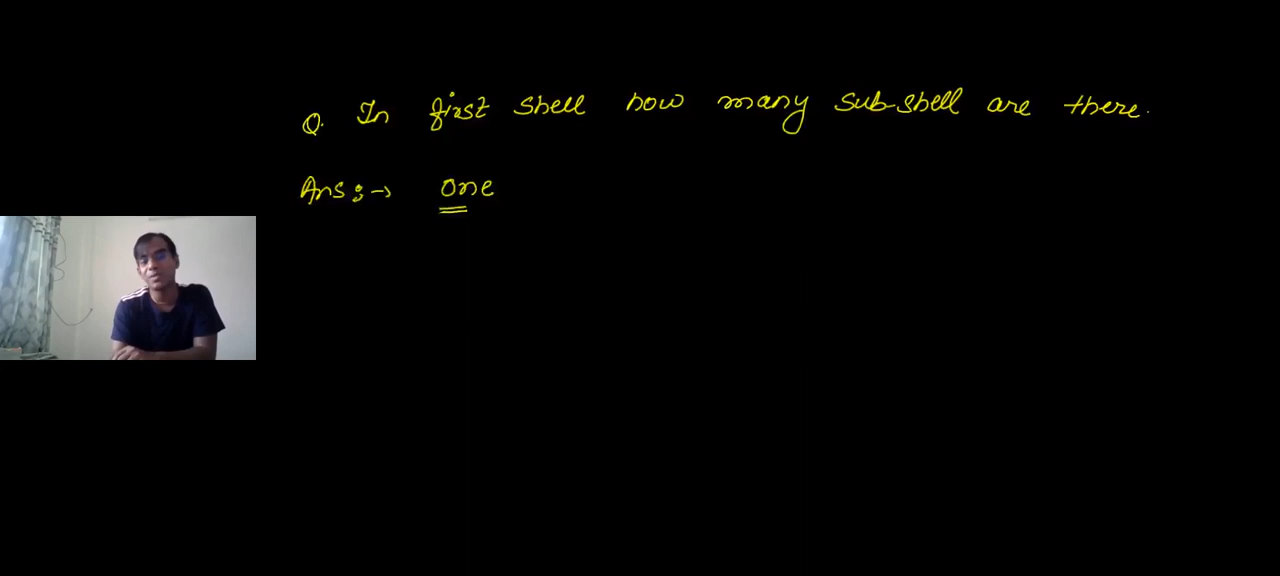 Q. In first shell how many sub-shell are there.
Ans:→ one